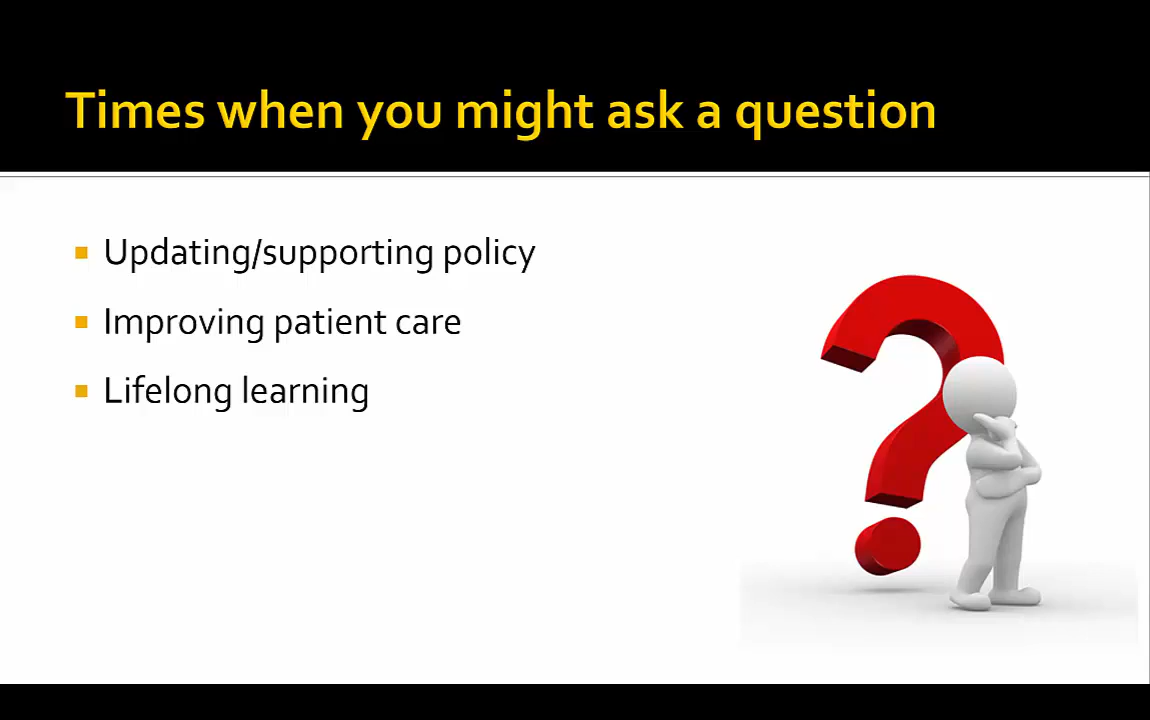 Times when you might ask a question
Updating/supporting policy
Improving patient care
Lifelong learning